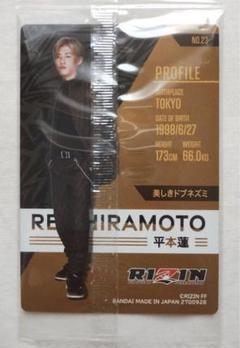 NO.23
PROFILE
BIRTHPLACE
TOKYO
DATE OF BIRTH
1998/6/27
HEIGHT WEIGHT
173CM 66.0KG
美しきドブネズミ
REN HIRAMOTO
平本蓮
RIZIN
©RIZIN FF
BANDAI MADE IN JAPAN 2T00928